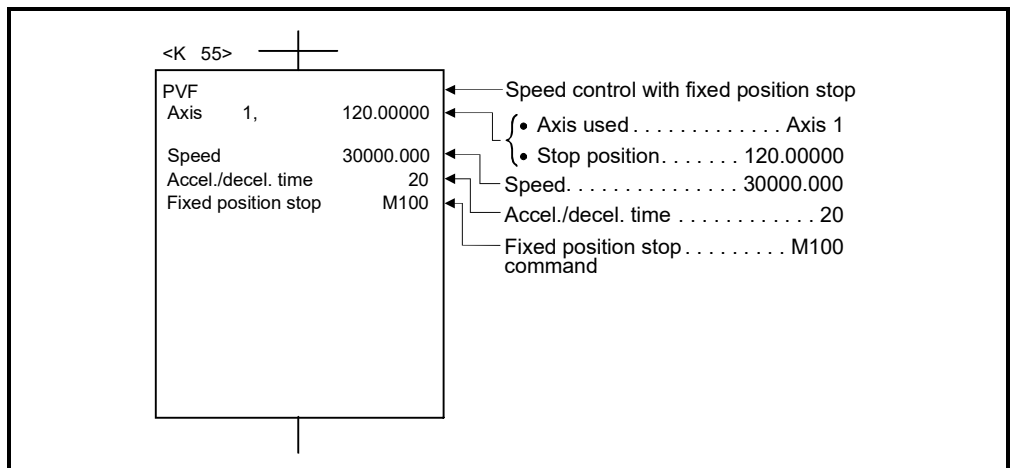 <K 55>
PVF
Axis 1, 120.00000
Speed 30000.000
Accel./decel. time 20
Fixed position stop M100
Speed control with fixed position stop
• Axis used . . . . . . . . . . . . . Axis 1
• Stop position. . . . . . . 120.00000
Speed. . . . . . . . . . . . . . . 30000.000
Accel./decel. time . . . . . . . . . . . . 20
Fixed position stop . . . . . . . . . M100
command